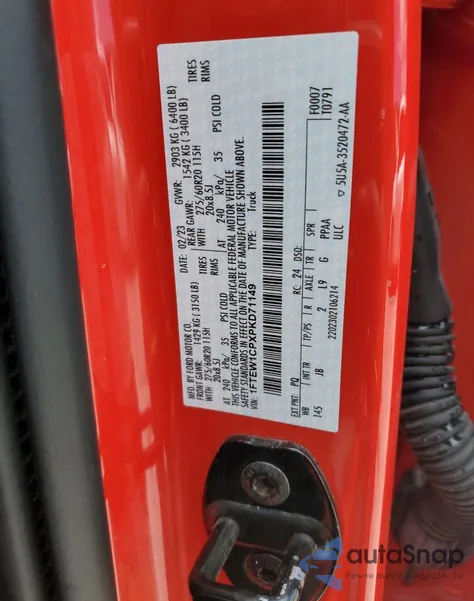 MFD. BY FORD MOTOR CO.
DATE: 02/23 GVWR: 2903 KG ( 6400 LB)
FRONT GAWR: 1429 KG ( 3150 LB) REAR GAWR: 1542 KG ( 3400 LB)
WITH 275/60R20 115H TIRES WITH 275/60R20 115H TIRES
20x8.5J RIMS 20x8.5J RIMS
AT 240 kPa/ 35 PSI COLD AT 240 kPa/ 35 PSI COLD
THIS VEHICLE CONFORMS TO ALL APPLICABLE FEDERAL MOTOR VEHICLE
SAFETY STANDARDS IN EFFECT ON THE DATE OF MANUFACTURE SHOWN ABOVE.
VIN: 1FTEW1CPXPKD71149 TYPE: Truck
F0007
T0791
EXT PNT: PQ RC: 24 DSO:
WB INT TR TP/PS R AXLE TR SPR
145 JB 2 L9 G PPAA
2202302106214 ULC
▽ 5U5A-3520472-AA
autoSnap
Pewne auto z